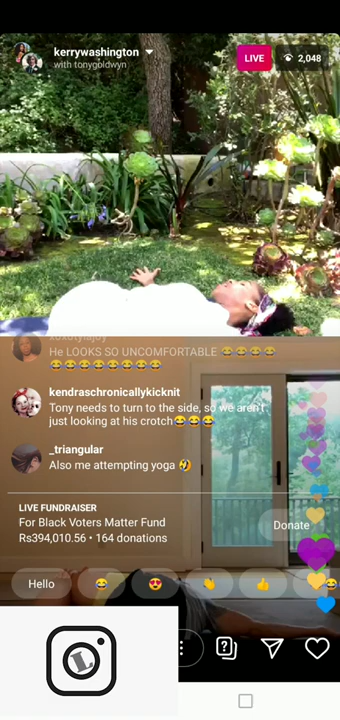 kerrywashington
with tonygoldwyn
LIVE
2,048
He LOOKS SO UNCOMFORTABLE 😂😂😂😂
😂😂😂😂😂😂😂😂
kendraschronicallykicknit
Tony needs to turn to the side, so we aren't
just looking at his crotch😂😂😂
_triangular
Also me attempting yoga 🤣
LIVE FUNDRAISER
For Black Voters Matter Fund
Rs394,010.56 • 164 donations
Donate
Hello 😂 😍 👋 👍 😂
L